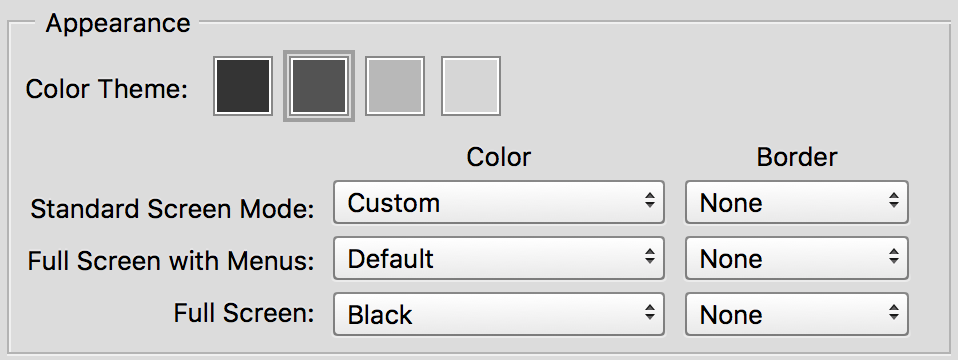 Appearance
Color Theme:
Color Border
Standard Screen Mode: Custom None
Full Screen with Menus: Default None
Full Screen: Black None